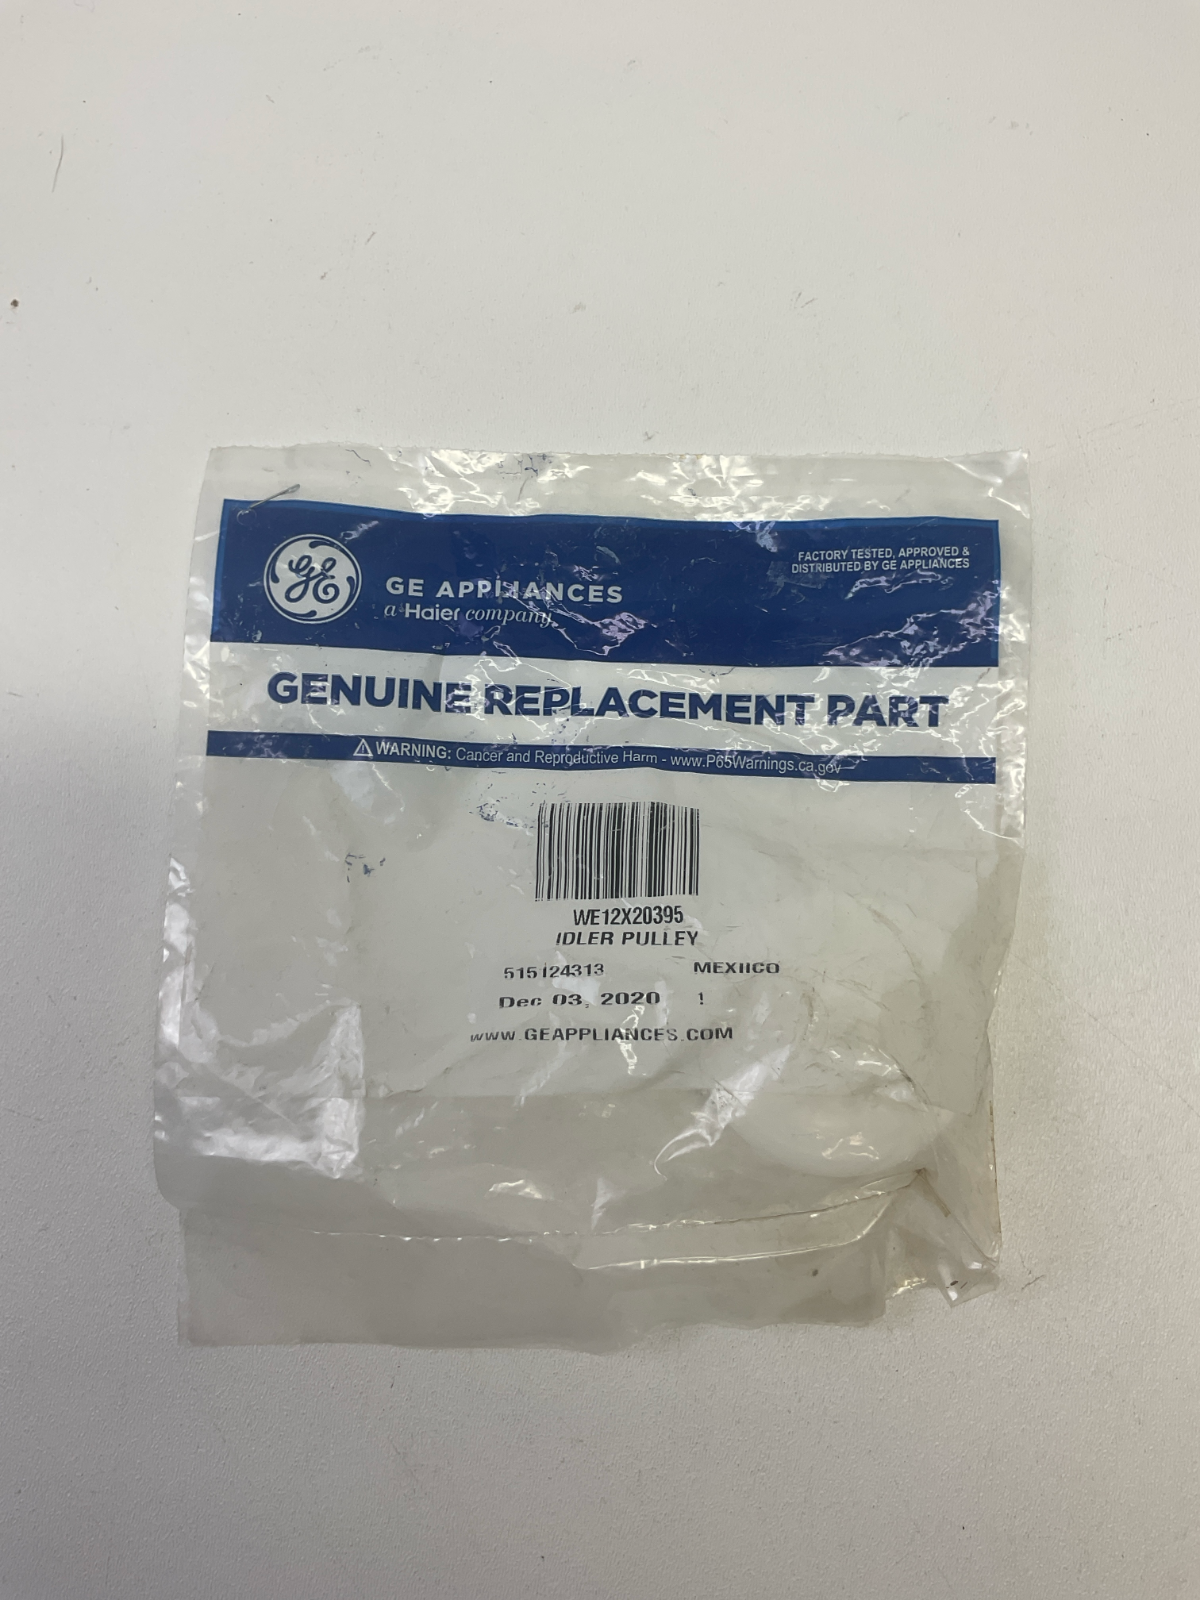 GE
GE APPLIANCES
a Haier company
FACTORY TESTED, APPROVED &
DISTRIBUTED BY GE APPLIANCES
GENUINE REPLACEMENT PART
WARNING: Cancer and Reproductive Harm - www.P65Warnings.ca.gov
WE12X20395
IDLER PULLEY
515124313 MEXIICO
Dec 03, 2020 1
www.GEAPPLIANCES.COM